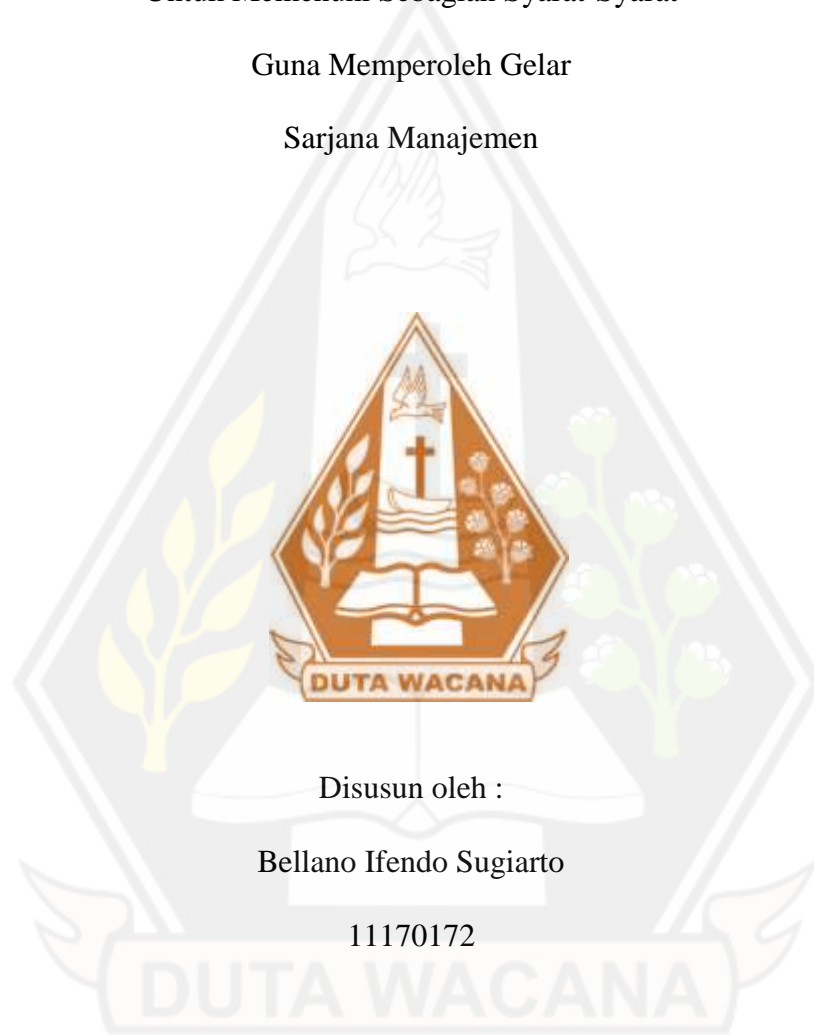 Guna Memperoleh Gelar
Sarjana Manajemen
DUTA WACANA
Disusun oleh :
Bellano Ifendo Sugiarto
11170172
DUTA WACANA